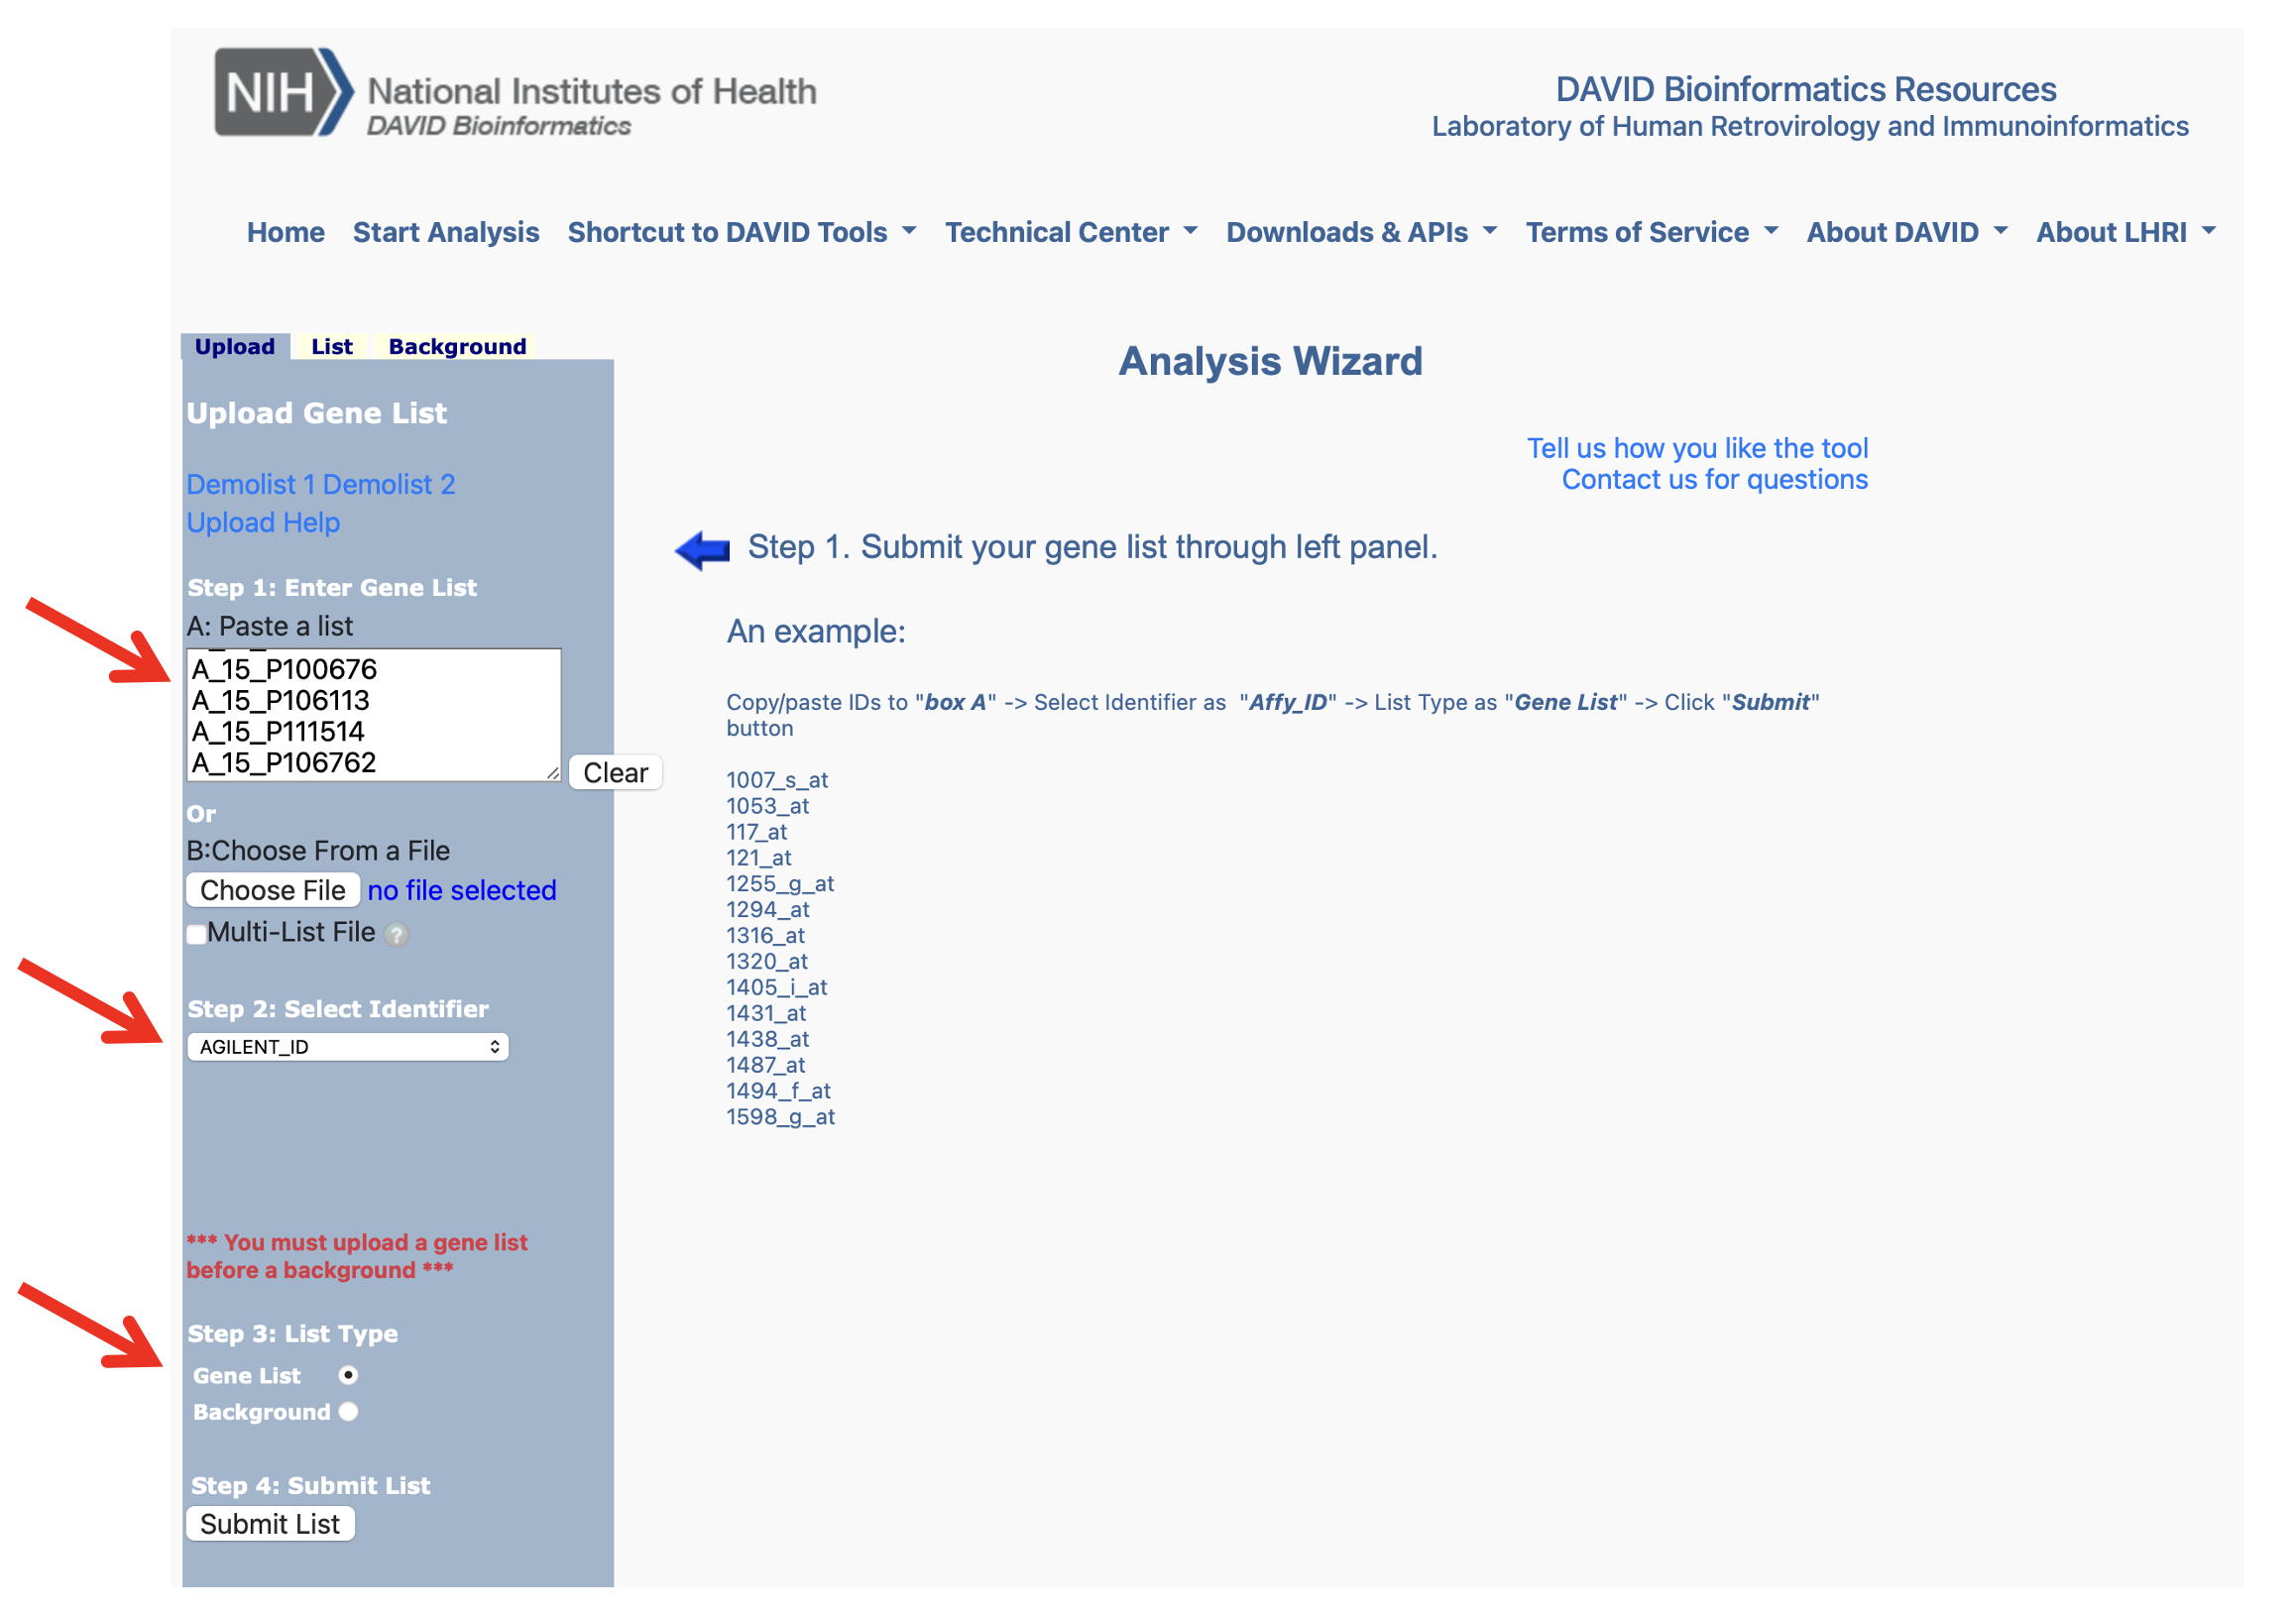 NIH National Institutes of Health
DAVID Bioinformatics
DAVID Bioinformatics Resources
Laboratory of Human Retrovirology and Immunoinformatics
Home Start Analysis Shortcut to DAVID Tools Technical Center Downloads & APIs Terms of Service About DAVID About LHRI
Upload List Background
Upload Gene List
Demolist 1 Demolist 2
Upload Help
Step 1: Enter Gene List
A: Paste a list
A_15_P100676
A_15_P106113
A_15_P111514
A_15_P106762
Clear
Or
B:Choose From a File
Choose File no file selected
Multi-List File ?
Step 2: Select Identifier
AGILENT_ID
*** You must upload a gene list
before a background ***
Step 3: List Type
Gene List
Background
Step 4: Submit List
Submit List
Analysis Wizard
Tell us how you like the tool
Contact us for questions
Step 1. Submit your gene list through left panel.
An example:
Copy/paste IDs to "box A" -> Select Identifier as "Affy_ID" -> List Type as "Gene List" -> Click "Submit"
button
1007_s_at
1053_at
117_at
121_at
1255_g_at
1294_at
1316_at
1320_at
1405_i_at
1431_at
1438_at
1487_at
1494_f_at
1598_g_at